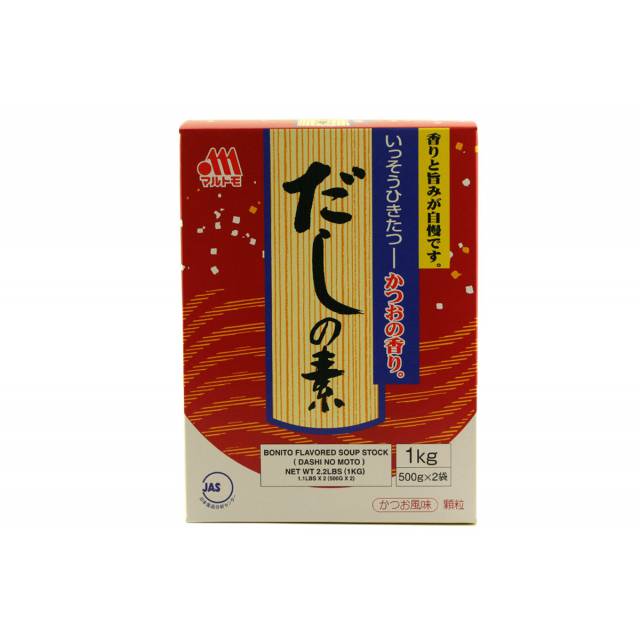 マルトモ
香りと旨みが自慢です。
いっそうひきたつ―
かつおの香り。
だしの素
BONITO FLAVORED SOUP STOCK
( DASHI NO MOTO )
NET WT 2.2LBS (1KG)
1.1LBS X 2 (500G X 2)
1kg
500g×2袋
JAS
かつお風味 顆粒